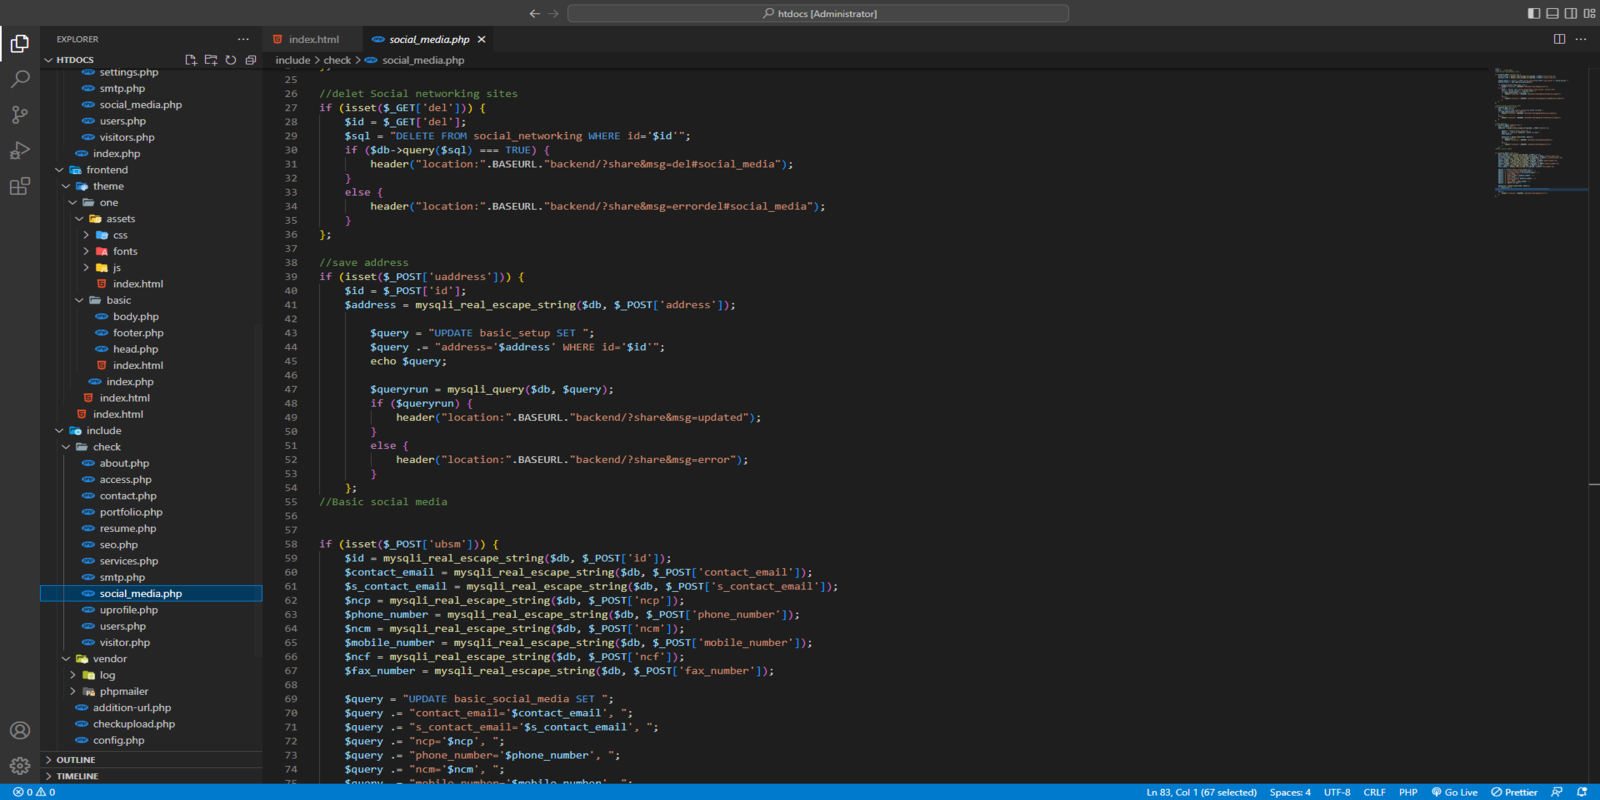 htdocs [Administrator]
EXPLORER
HTDOCS
settings.php
smtp.php
social_media.php
users.php
visitors.php
index.php
frontend
theme
one
assets
css
fonts
js
index.html
basic
body.php
footer.php
head.php
index.html
index.php
index.html
index.html
include
check
about.php
access.php
contact.php
portfolio.php
resume.php
seo.php
services.php
smtp.php
social_media.php
uprofile.php
users.php
visitor.php
vendor
log
phpmailer
addition-url.php
checkupload.php
config.php
OUTLINE
TIMELINE
index.html
social_media.php
include > check > social_media.php
25
26 //delet Social networking sites
27 if (isset($_GET['del'])) {
28 $id = $_GET['del'];
29 $sql = "DELETE FROM social_networking WHERE id='$id'";
30 if ($db->query($sql) === TRUE) {
31 header("location:".BASEURL."backend/?share&msg=del#social_media");
32 }
33 else {
34 header("location:".BASEURL."backend/?share&msg=errordel#social_media");
35 }
36 };
37
38 //save address
39 if (isset($_POST['uaddress'])) {
40 $id = $_POST['id'];
41 $address = mysqli_real_escape_string($db, $_POST['address']);
42
43 $query = "UPDATE basic_setup SET ";
44 $query .= "address='$address' WHERE id='$id'";
45 echo $query;
46
47 $queryrun = mysqli_query($db, $query);
48 if ($queryrun) {
49 header("location:".BASEURL."backend/?share&msg=updated");
50 }
51 else {
52 header("location:".BASEURL."backend/?share&msg=error");
53 }
54 };
55 //Basic social media
56
57
58 if (isset($_POST['ubsm'])) {
59 $id = mysqli_real_escape_string($db, $_POST['id']);
60 $contact_email = mysqli_real_escape_string($db, $_POST['contact_email']);
61 $s_contact_email = mysqli_real_escape_string($db, $_POST['s_contact_email']);
62 $ncp = mysqli_real_escape_string($db, $_POST['ncp']);
63 $phone_number = mysqli_real_escape_string($db, $_POST['phone_number']);
64 $ncm = mysqli_real_escape_string($db, $_POST['ncm']);
65 $mobile_number = mysqli_real_escape_string($db, $_POST['mobile_number']);
66 $ncf = mysqli_real_escape_string($db, $_POST['ncf']);
67 $fax_number = mysqli_real_escape_string($db, $_POST['fax_number']);
68
69 $query = "UPDATE basic_social_media SET ";
70 $query .= "contact_email='$contact_email', ";
71 $query .= "s_contact_email='$s_contact_email', ";
72 $query .= "ncp='$ncp', ";
73 $query .= "phone_number='$phone_number', ";
74 $query .= "ncm='$ncm', ";
75 $query .= "mobile_number='$mobile_number', ";
0 0
Ln 83, Col 1 (67 selected) Spaces: 4 UTF-8 CRLF PHP Go Live Prettier